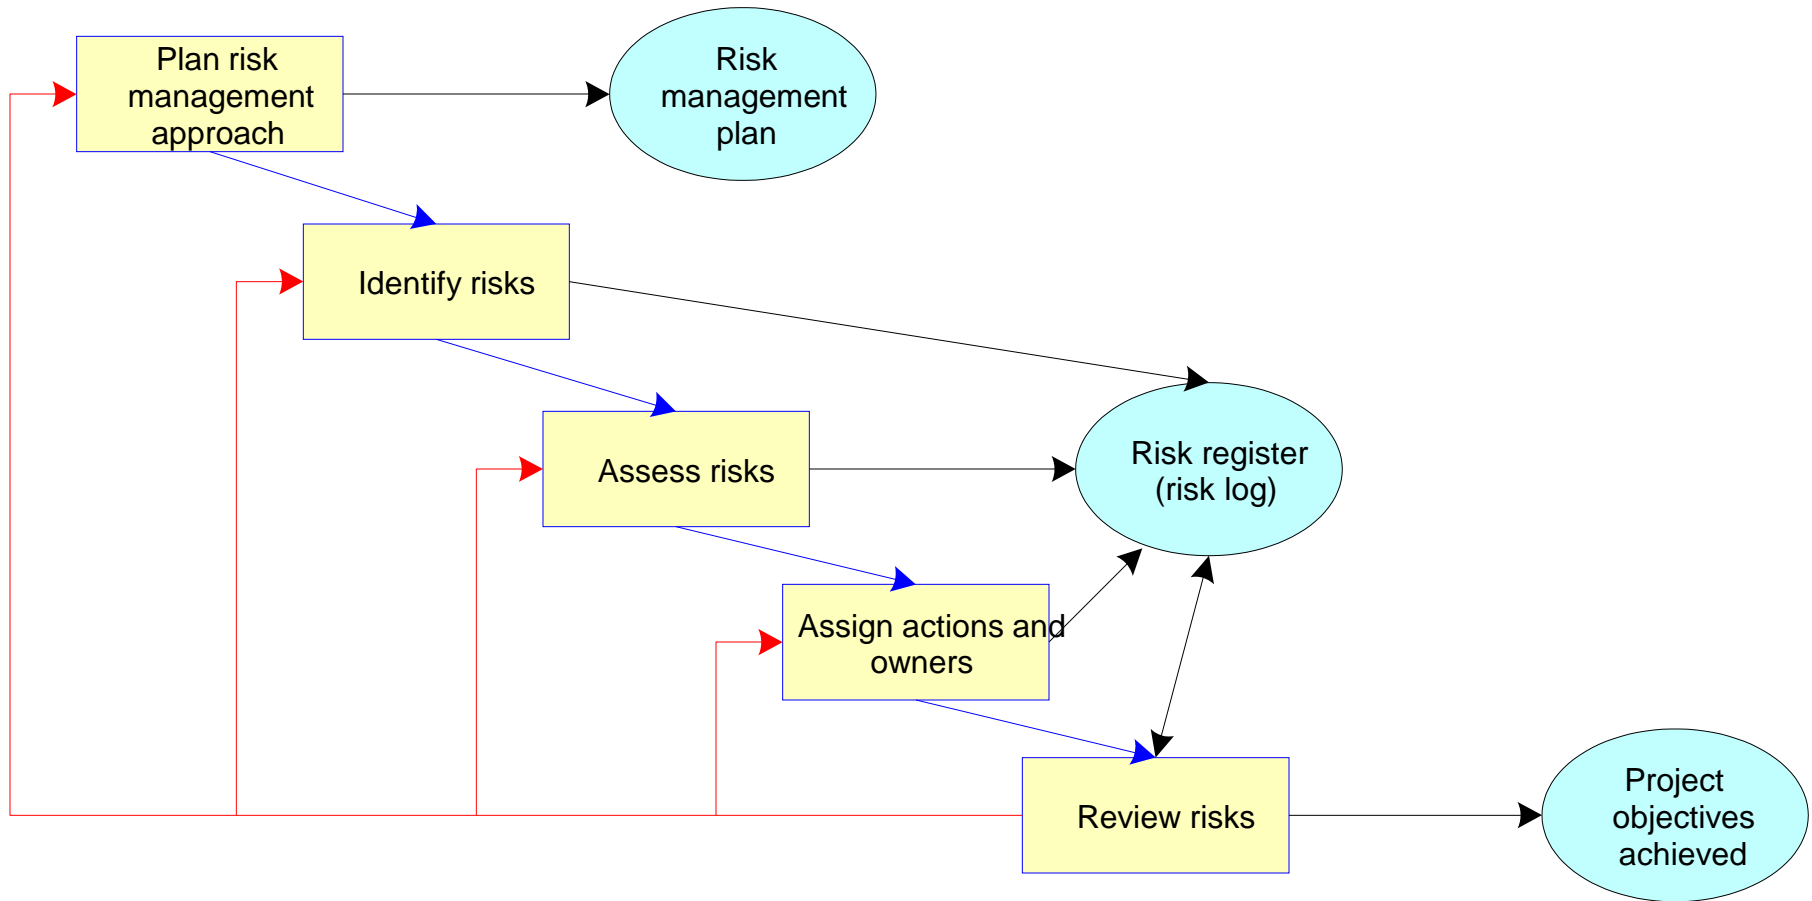 Plan risk
management
approach
Risk
management
plan
Identify risks
Risk register
(risk log)
Assess risks
Assign actions and
owners
Review risks
Project
objectives
achieved